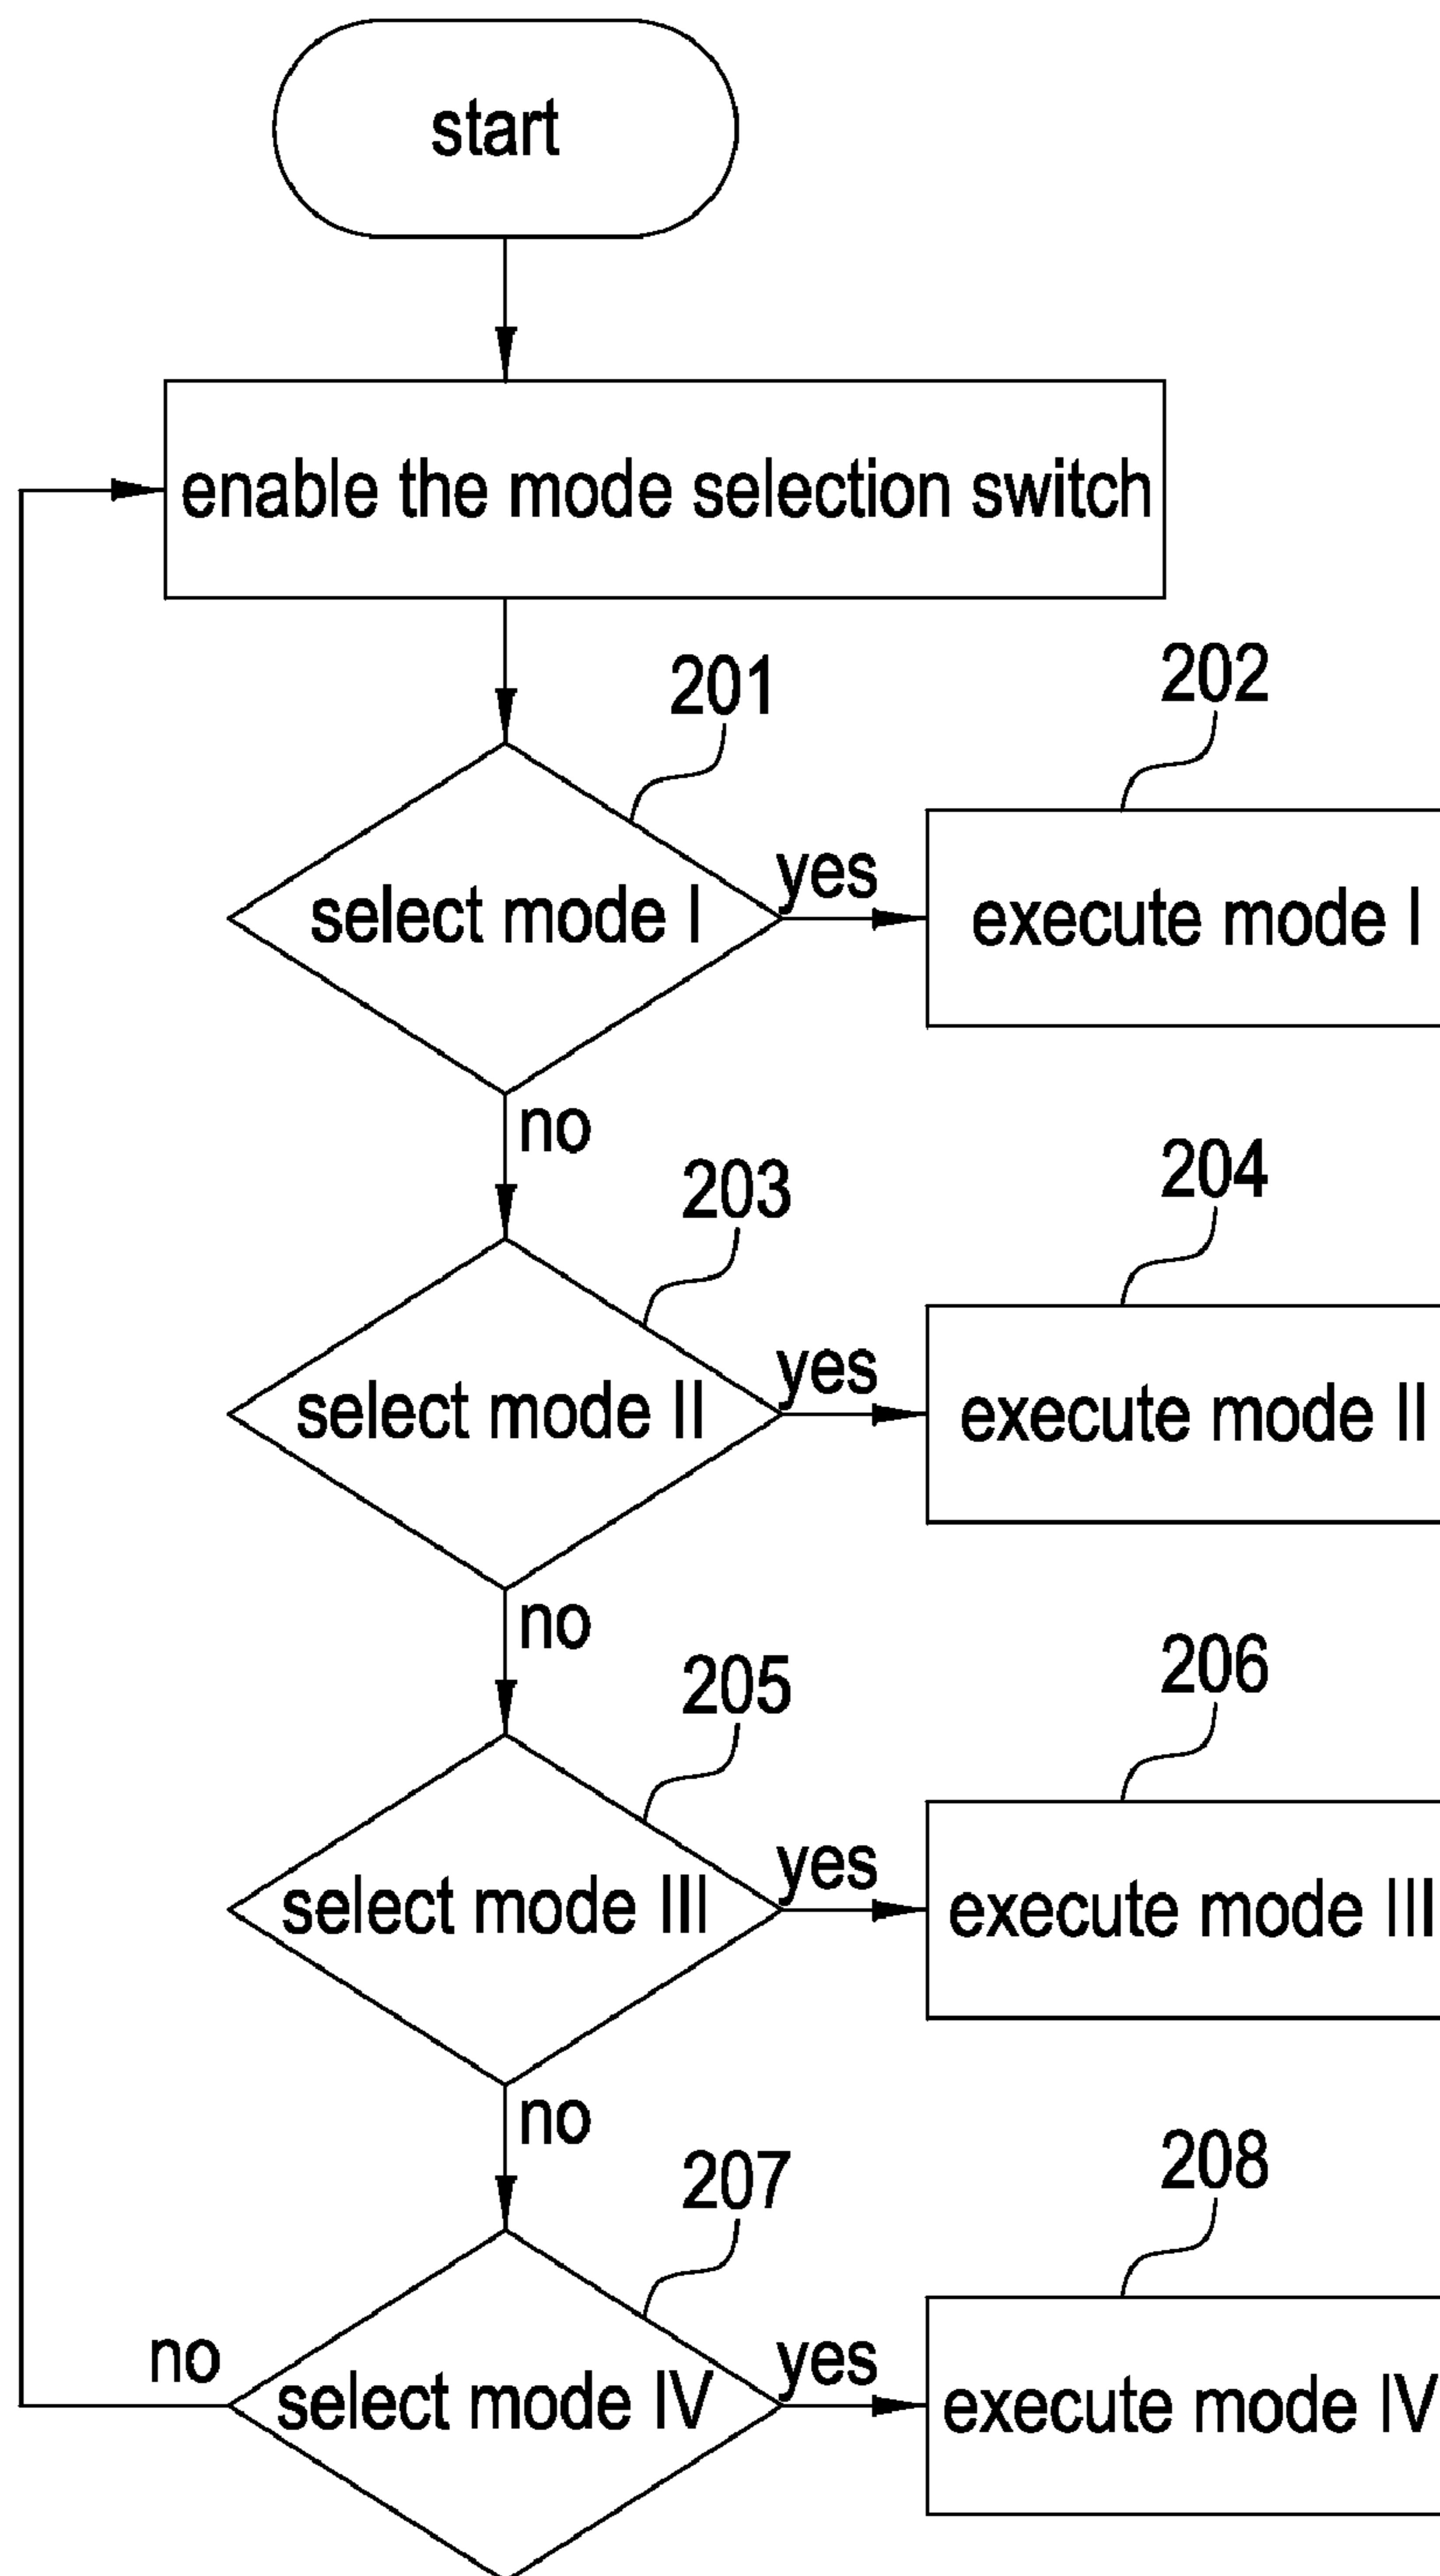 start
enable the mode selection switch
201
202
select mode I
yes
execute mode I
no
203
204
select mode II
yes
execute mode II
no
205
206
select mode III
yes
execute mode III
no
207
208
no
select mode IV
yes
execute mode IV